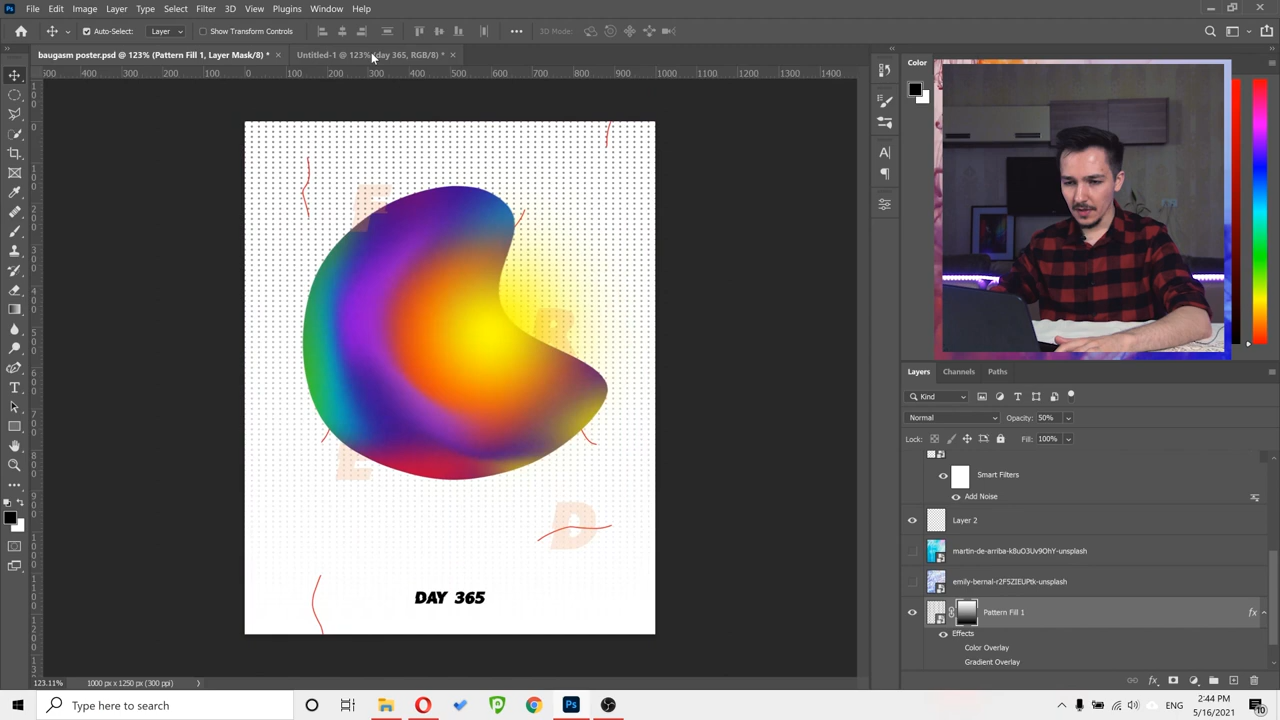 File Edit Image Layer Type Select Filter 3D View Plugins Window Help
Auto-Select: Layer Show Transform Controls 3D Mode:
baugasm poster.psd @ 123% (Pattern Fill 1, Layer Mask/8) * Untitled-1 @ 123% (day 365, RGB/8) *
Color
E
R
E
D
DAY 365
Layers Channels Paths
Kind
Normal Opacity: 50%
Lock: Fill: 100%
Smart Filters
Add Noise
Layer 2
martin-de-arriba-k8uO3Uv9OhY-unsplash
emily-bernal-r2F5ZIEUPtk-unsplash
Pattern Fill 1 fx
Effects
Color Overlay
Gradient Overlay
123.11% 1000 px x 1250 px (300 ppi)
Type here to search
ENG 2:44 PM
5/16/2021